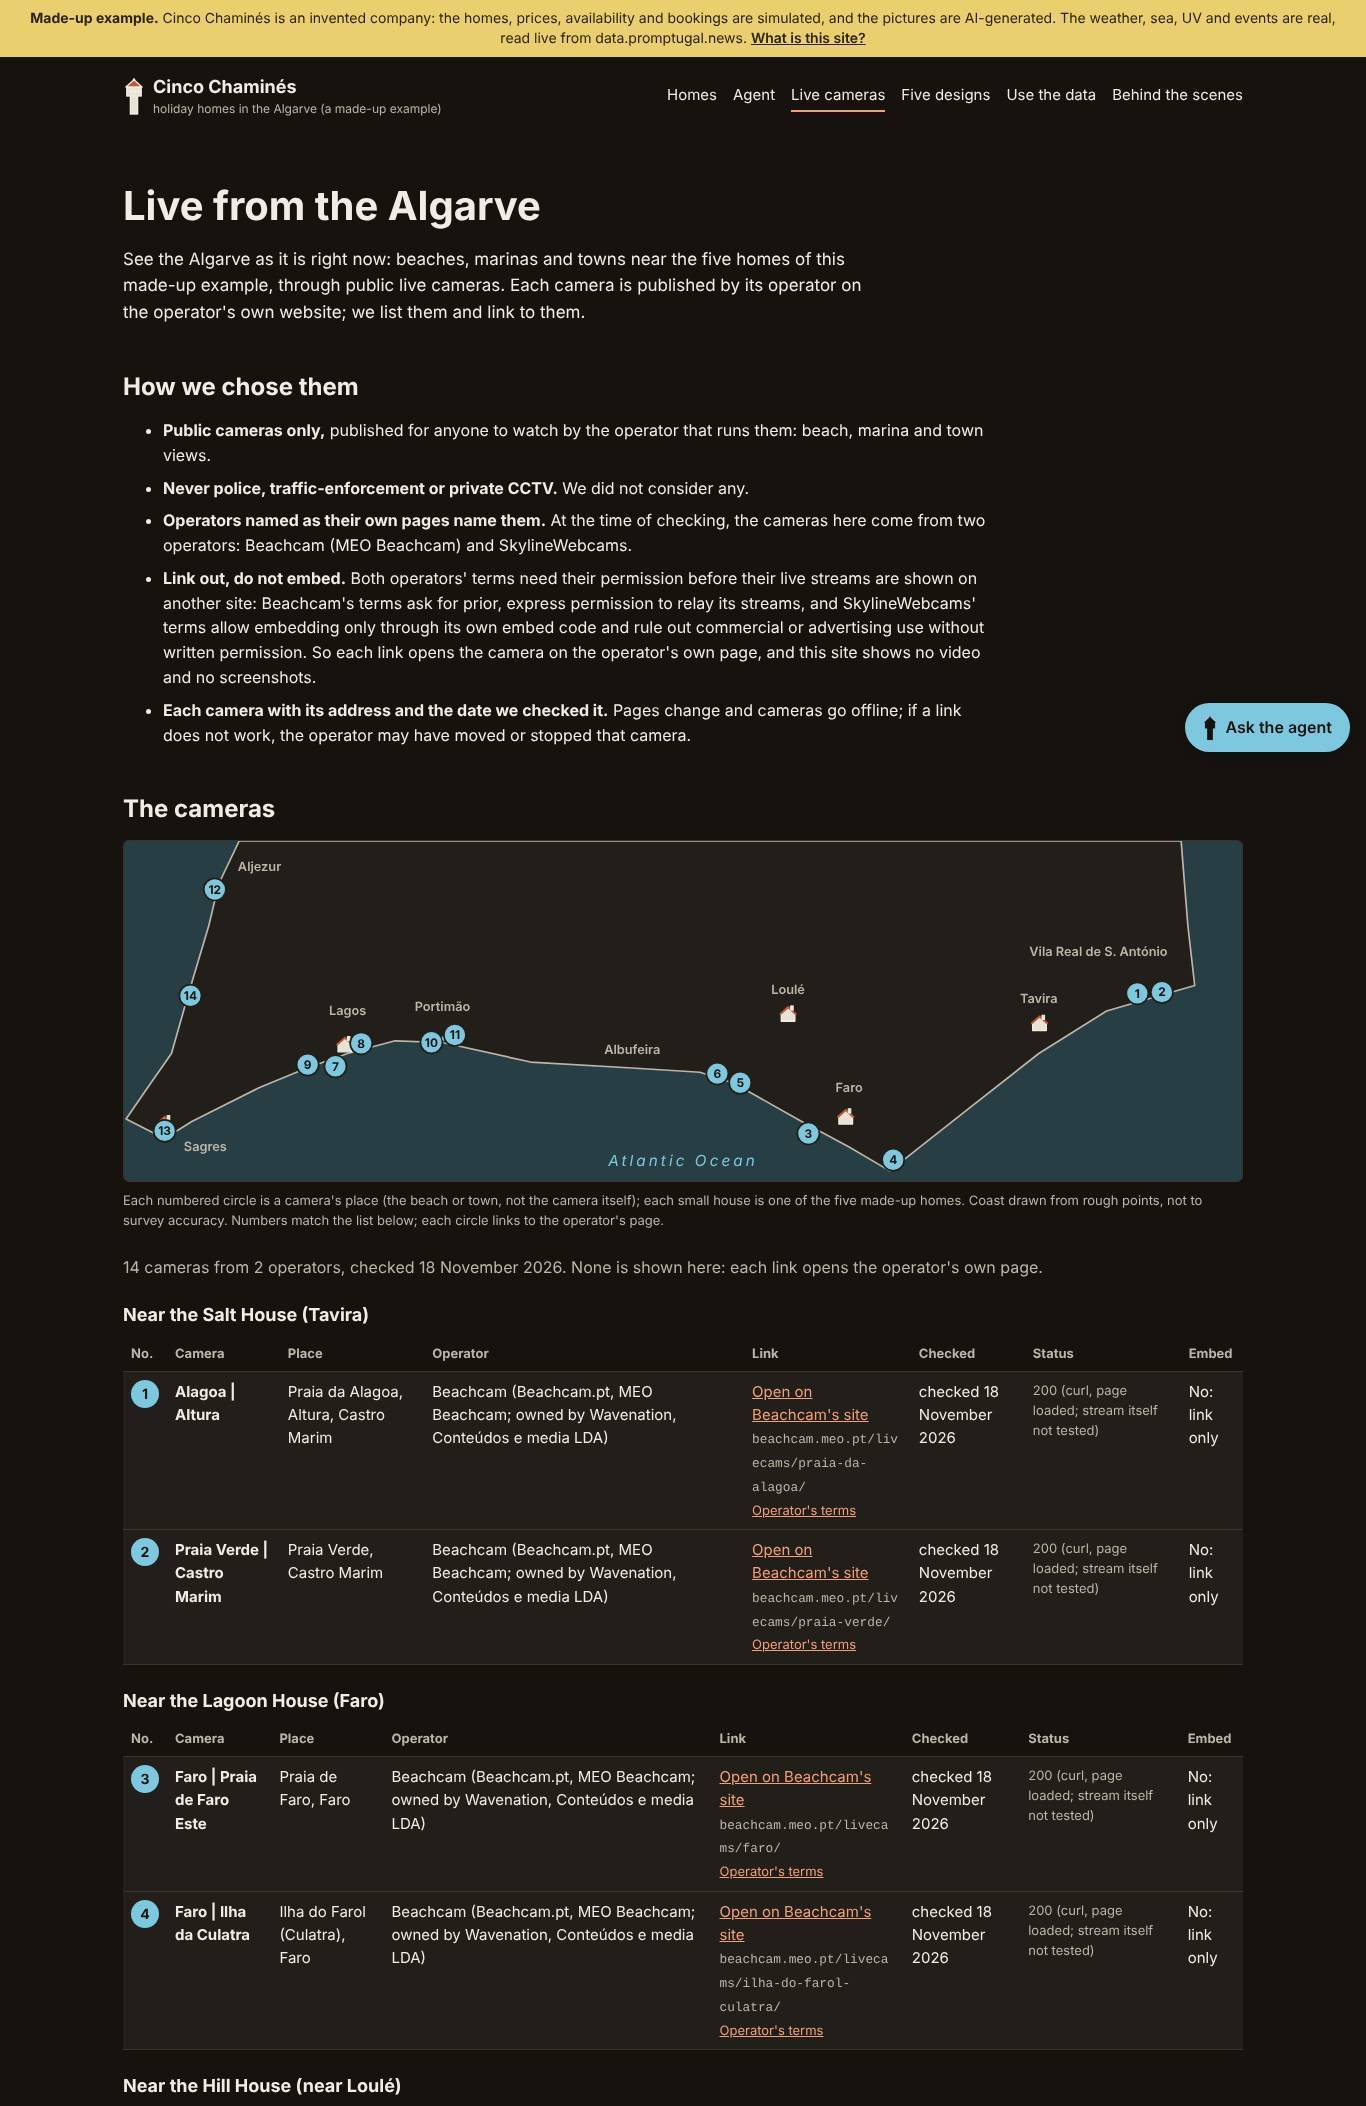 Made-up example. Cinco Chaminés is an invented company: the homes, prices, availability and bookings are simulated, and the pictures are AI-generated. The weather, sea, UV and events are real,
read live from data.promptugal.news. What is this site?
Cinco Chaminés
holiday homes in the Algarve (a made-up example)
Homes Agent Live cameras Five designs Use the data Behind the scenes
Live from the Algarve
See the Algarve as it is right now: beaches, marinas and towns near the five homes of this
made-up example, through public live cameras. Each camera is published by its operator on
the operator's own website; we list them and link to them.
How we chose them
• Public cameras only, published for anyone to watch by the operator that runs them: beach, marina and town
views.
• Never police, traffic-enforcement or private CCTV. We did not consider any.
• Operators named as their own pages name them. At the time of checking, the cameras here come from two
operators: Beachcam (MEO Beachcam) and SkylineWebcams.
• Link out, do not embed. Both operators' terms need their permission before their live streams are shown on
another site: Beachcam's terms ask for prior, express permission to relay its streams, and SkylineWebcams'
terms allow embedding only through its own embed code and rule out commercial or advertising use without
written permission. So each link opens the camera on the operator's own page, and this site shows no video
and no screenshots.
• Each camera with its address and the date we checked it. Pages change and cameras go offline; if a link
does not work, the operator may have moved or stopped that camera.
Ask the agent
The cameras
Aljezur
12
Vila Real de S. António
14
Loulé
1
2
Tavira
Lagos
Portimão
8
10
11
Albufeira
9
7
6
5
Faro
13
3
Sagres
4
Atlantic Ocean
Each numbered circle is a camera's place (the beach or town, not the camera itself); each small house is one of the five made-up homes. Coast drawn from rough points, not to
survey accuracy. Numbers match the list below; each circle links to the operator's page.
14 cameras from 2 operators, checked 18 November 2026. None is shown here: each link opens the operator's own page.
Near the Salt House (Tavira)
No. Camera Place Operator Link Checked Status Embed
1
Alagoa |
Altura
Praia da Alagoa,
Altura, Castro
Marim
Beachcam (Beachcam.pt, MEO
Beachcam; owned by Wavenation,
Conteúdos e media LDA)
Open on
Beachcam's site
beachcam.meo.pt/liv
ecams/praia-da-
alagoa/
Operator's terms
checked 18
November
2026
200 (curl, page
loaded; stream itself
not tested)
No:
link
only
2
Praia Verde |
Castro
Marim
Praia Verde,
Castro Marim
Beachcam (Beachcam.pt, MEO
Beachcam; owned by Wavenation,
Conteúdos e media LDA)
Open on
Beachcam's site
beachcam.meo.pt/liv
ecams/praia-verde/
Operator's terms
checked 18
November
2026
200 (curl, page
loaded; stream itself
not tested)
No:
link
only
Near the Lagoon House (Faro)
No. Camera Place Operator Link Checked Status Embed
3
Faro | Praia
de Faro
Este
Praia de
Faro, Faro
Beachcam (Beachcam.pt, MEO Beachcam;
owned by Wavenation, Conteúdos e media
LDA)
Open on Beachcam's
site
beachcam.meo.pt/liveca
ms/faro/
Operator's terms
checked 18
November
2026
200 (curl, page
loaded; stream itself
not tested)
No:
link
only
4
Faro | Ilha
da Culatra
Ilha do Farol
(Culatra),
Faro
Beachcam (Beachcam.pt, MEO Beachcam;
owned by Wavenation, Conteúdos e media
LDA)
Open on Beachcam's
site
beachcam.meo.pt/liveca
ms/ilha-do-farol-
culatra/
Operator's terms
checked 18
November
2026
200 (curl, page
loaded; stream itself
not tested)
No:
link
only
Near the Hill House (near Loulé)